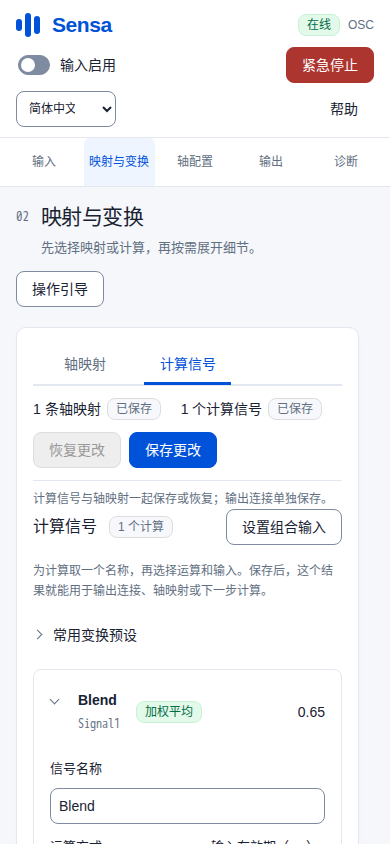 Sensa
在线 OSC
输入启用
紧急停止
简体中文
帮助
输入 映射与变换 轴配置 输出 诊断
02 映射与变换
先选择映射或计算，再按需展开细节。
操作引导
轴映射 计算信号
1 条轴映射 已保存 1 个计算信号 已保存
恢复更改 保存更改
计算信号与轴映射一起保存或恢复；输出连接单独保存。
计算信号 1 个计算 设置组合输入
为计算取一个名称，再选择运算和输入。保存后，这个结
果就能用于输出连接、轴映射或下一步计算。
常用变换预设
Blend
Signal1
加权平均
0.65
信号名称
Blend